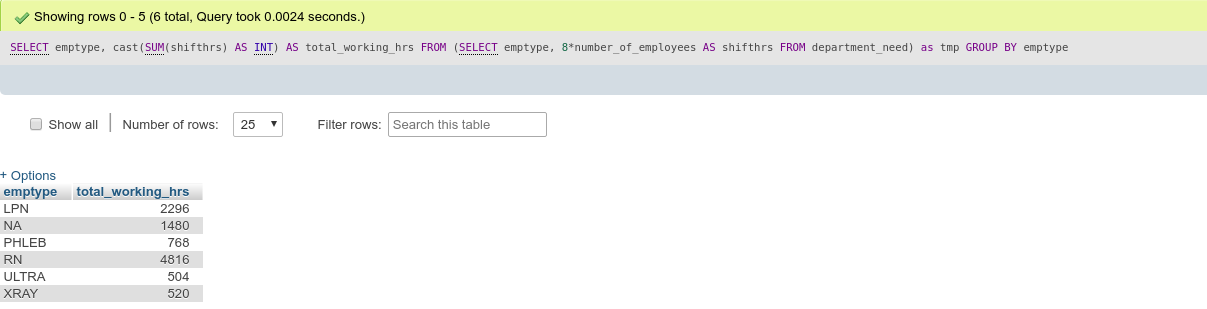 Showing rows 0 - 5 (6 total, Query took 0.0024 seconds.)
SELECT emptype, cast(SUM(shifthrs) AS INT) AS total_working_hrs FROM (SELECT emptype, 8*number_of_employees AS shifthrs FROM department_need) as tmp GROUP BY emptype
Show all | Number of rows: 25 Filter rows: Search this table
+ Options
emptype total_working_hrs
LPN 2296
NA 1480
PHLEB 768
RN 4816
ULTRA 504
XRAY 520